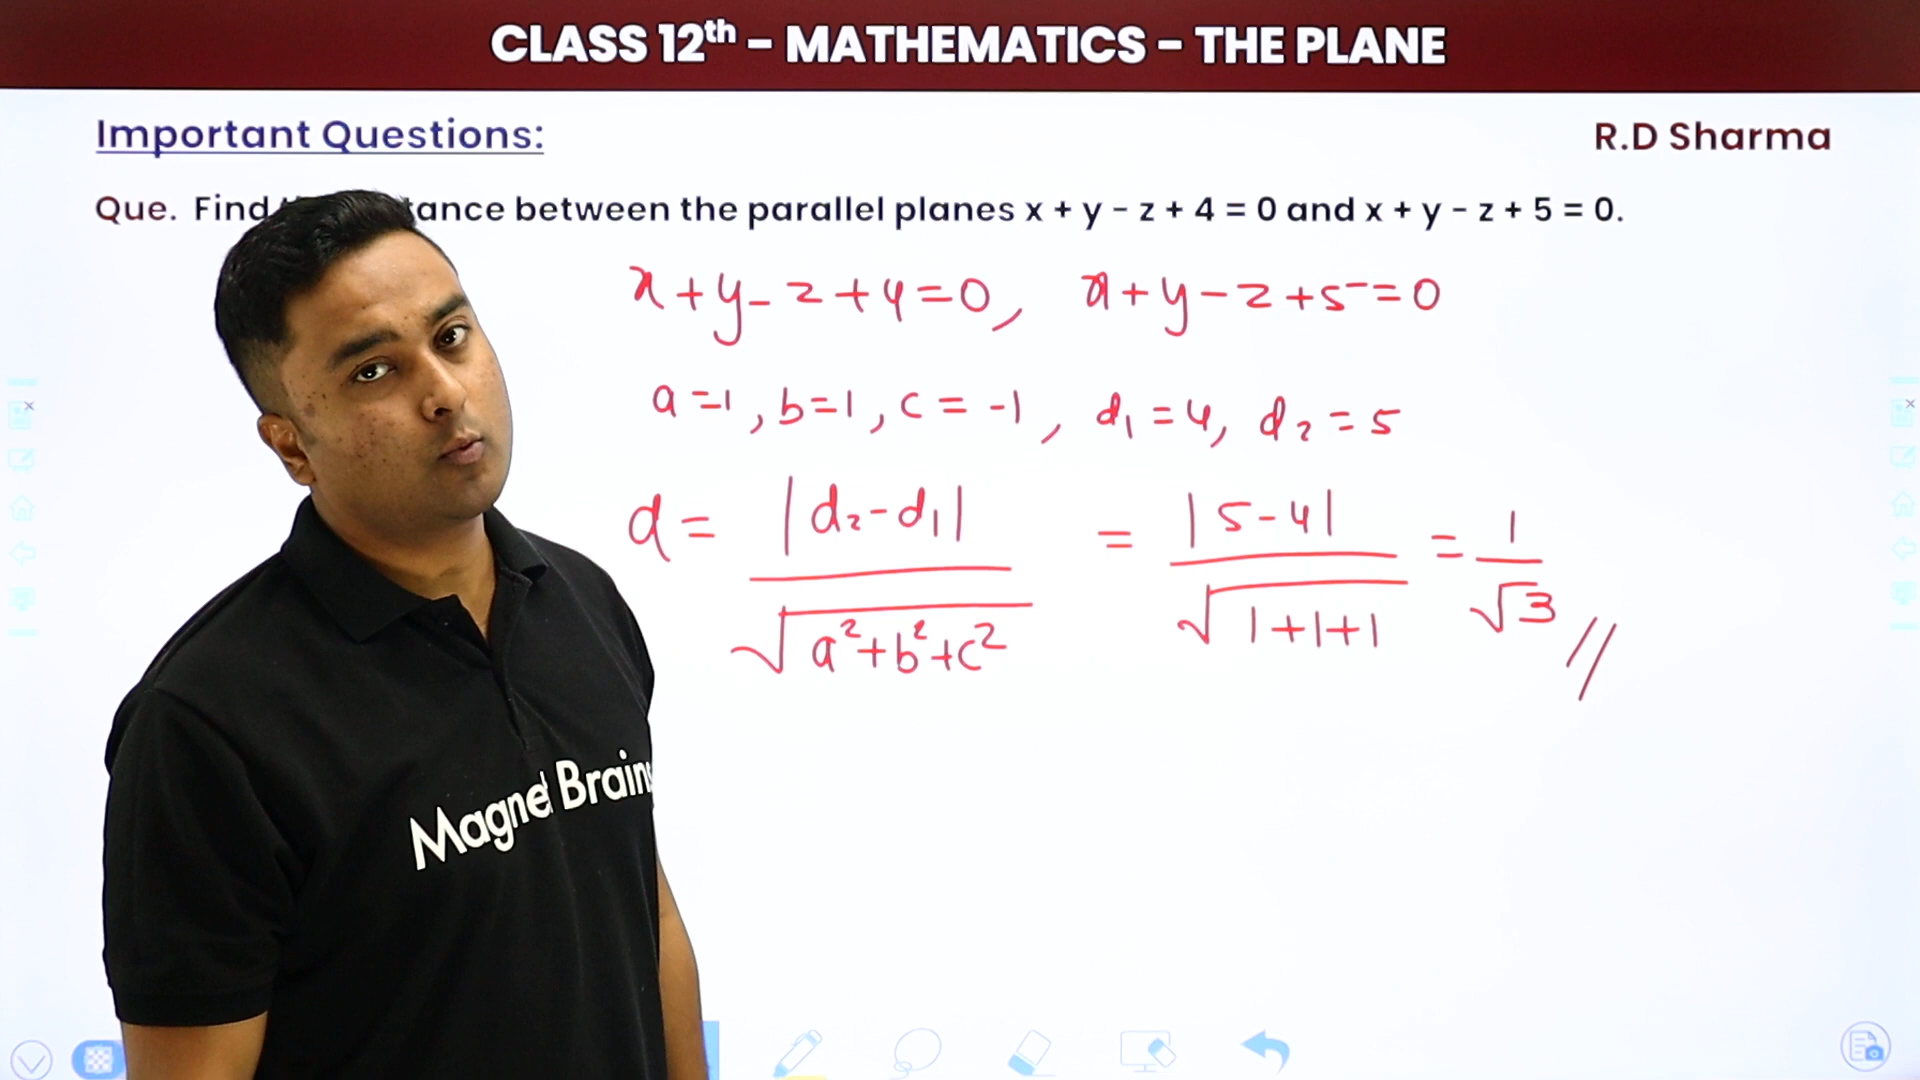 CLASS 12th - MATHEMATICS - THE PLANE
Important Questions:
R.D Sharma
Que. Find ance between the parallel planes x + y - z + 4 = 0 and x + y - z + 5 = 0.
x+y-z+4=0, x+y-z+5=0
a=1, b=1, c=-1, d₁=4, d₂=5
d= |d₂-d₁| / √a²+b²+c² = |5-4| / √1+1+1 = 1/√3 //
Magnet Brains